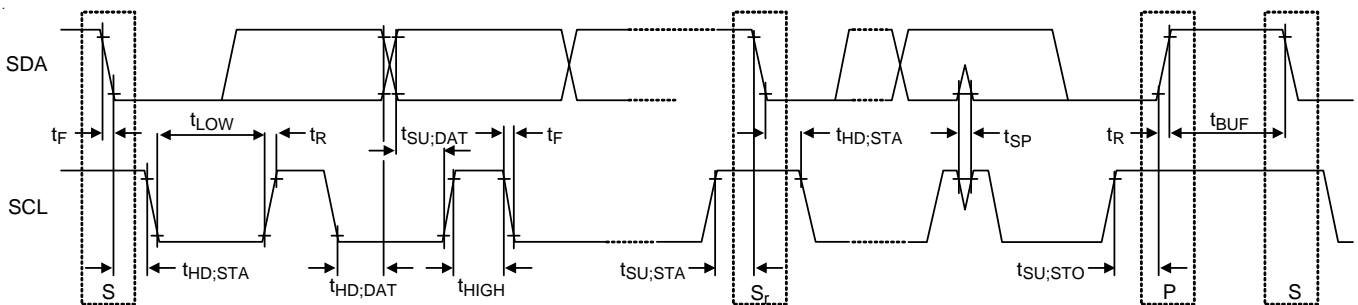 SDA
tF
tLOW
tR
tSU;DAT
tF
tHD;STA
tSP
tR
tBUF
SCL
tHD;STA
tHD;DAT
tHIGH
tSU;STA
tSU;STO
S
Sr
P
S